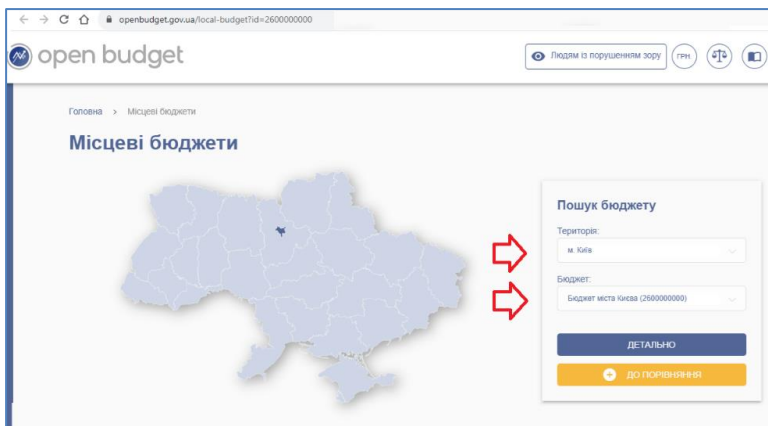 openbudget.gov.ua/local-budget?id=2600000000
open budget
Людям із порушенням зору
ГРН
Головна > Місцеві бюджети
Місцеві бюджети
Пошук бюджету
Територія:
м. Київ
Бюджет:
Бюджет міста Києва (2600000000)
ДЕТАЛЬНО
ДО ПОРІВНЯННЯ